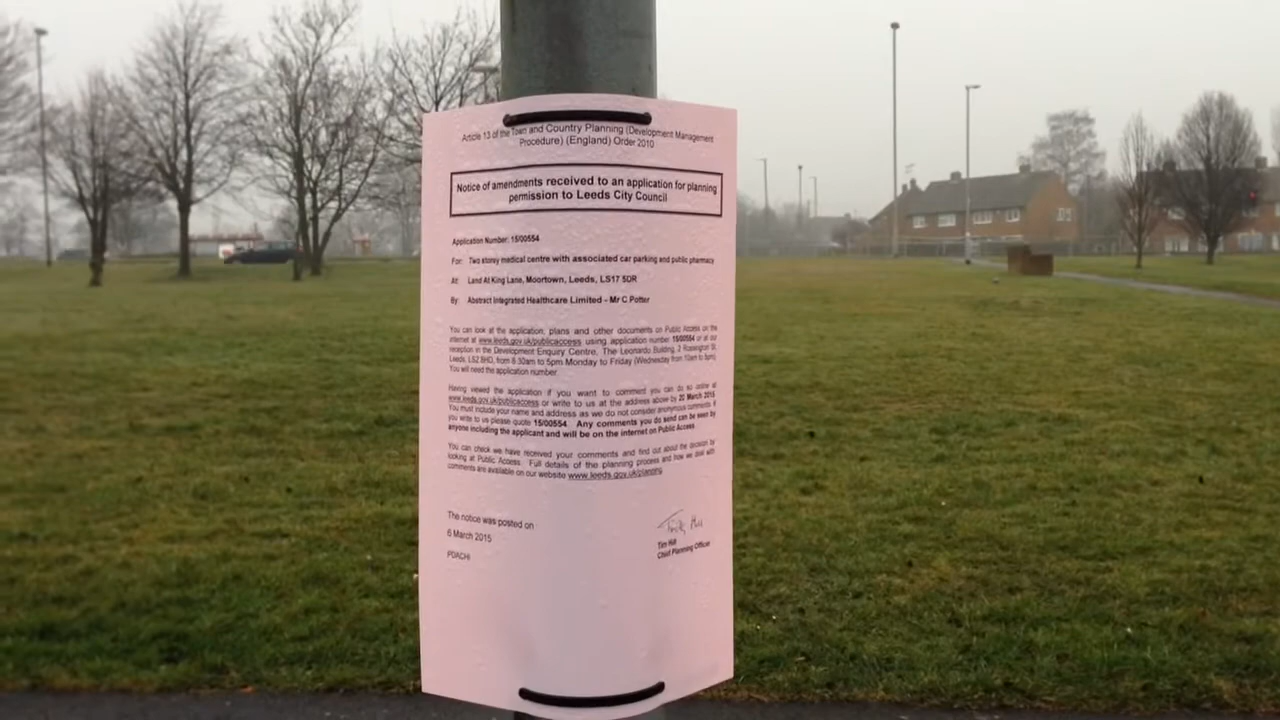 Article 13 of the Town and Country Planning (Development Management
Procedure) (England) Order 2010
Notice of amendments received to an application for planning
permission to Leeds City Council
Application Number: 15/00554
For: Two storey medical centre with associated car parking and public pharmacy
At: Land At King Lane, Moortown, Leeds, LS17 5DR
By: Abstract Integrated Healthcare Limited - Mr C Potter
You can look at the application, plans and other documents on Public Access on the
internet at www.leeds.gov.uk/publicaccess using application number 15/00554 or at our
reception in the Development Enquiry Centre, The Leonardo Building, 2 Rossington St,
Leeds, LS2 8HD, from 8.30am to 5pm Monday to Friday (Wednesday from 10am to 5pm)
You will need the application number.
Having viewed the application if you want to comment you can do so online at
www.leeds.gov.uk/publicaccess or write to us at the address above by 20 March 2015
You must include your name and address as we do not consider anonymous comments. If
you write to us please quote 15/00554. Any comments you do send can be seen by
anyone including the applicant and will be on the internet on Public Access.
You can check we have received your comments and find out about the decision by
looking at Public Access. Full details of the planning process and how we deal with
comments are available on our website www.leeds.gov.uk/planning.
The notice was posted on
6 March 2015
PDACHI
Tim Hill
Tim Hill
Chief Planning Officer